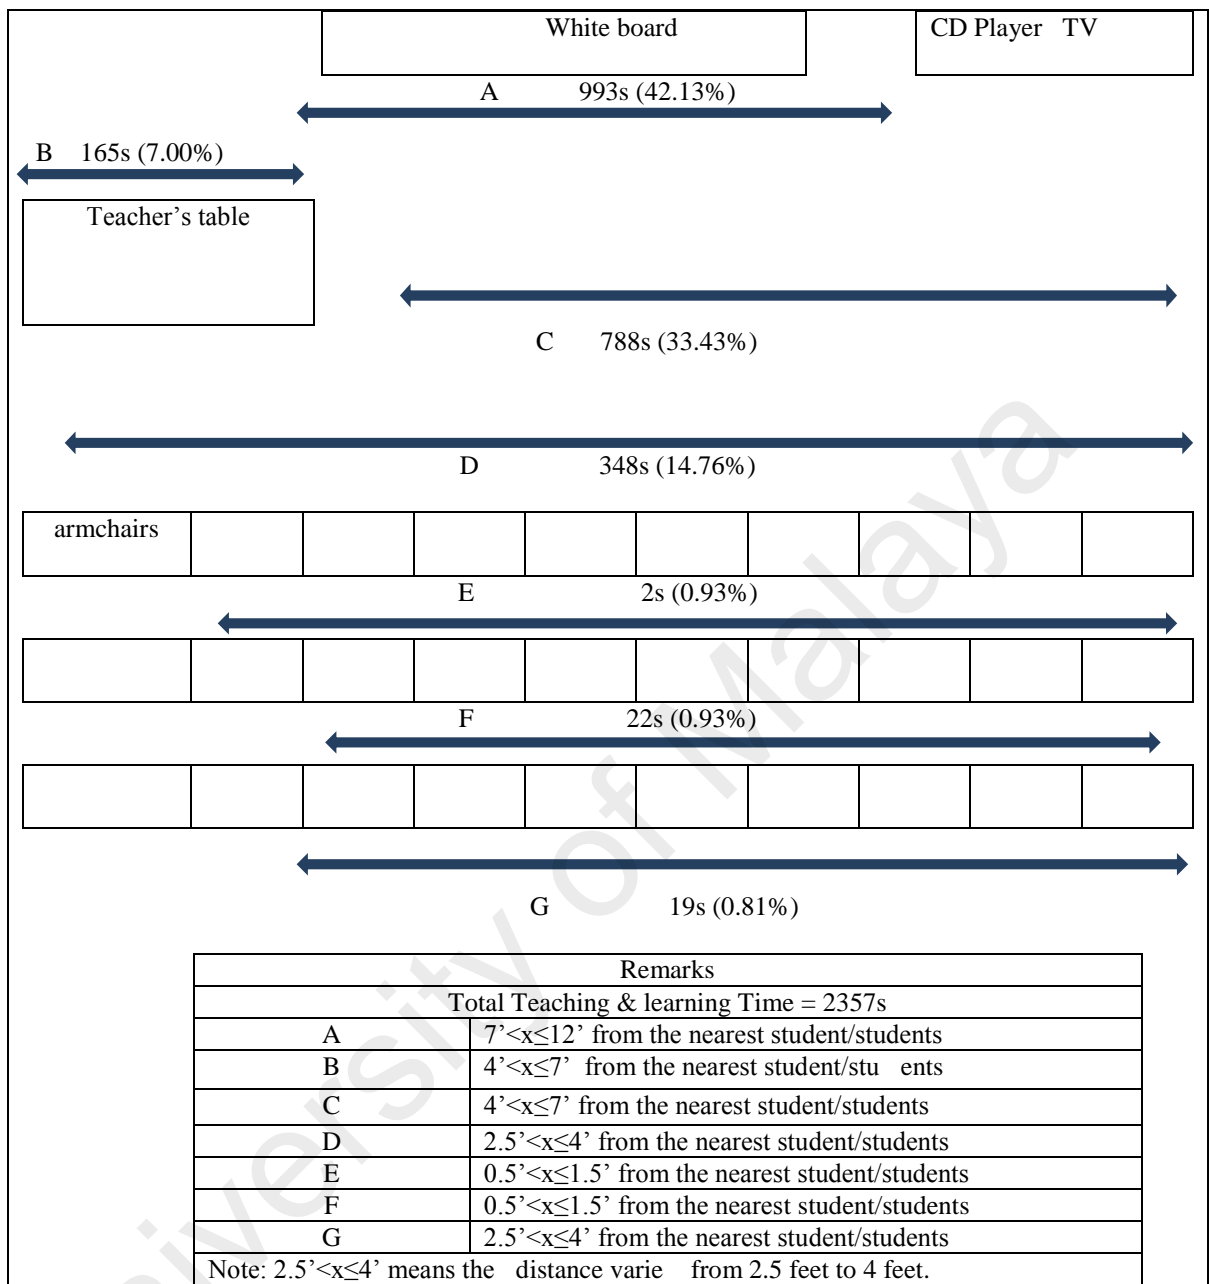 White board CD Player TV
A 993s (42.13%)
B 165s (7.00%)
Teacher’s table
C 788s (33.43%)
D 348s (14.76%)
armchairs
E 2s (0.93%)
F 22s (0.93%)
G 19s (0.81%)
Remarks
Total Teaching & learning Time = 2357s
A 7’<x≤12’ from the nearest student/students
B 4’<x≤7’ from the nearest student/stu ents
C 4’<x≤7’ from the nearest student/students
D 2.5’<x≤4’ from the nearest student/students
E 0.5’<x≤1.5’ from the nearest student/students
F 0.5’<x≤1.5’ from the nearest student/students
G 2.5’<x≤4’ from the nearest student/students
Note: 2.5’<x≤4’ means the distance varie from 2.5 feet to 4 feet.
of Malaya